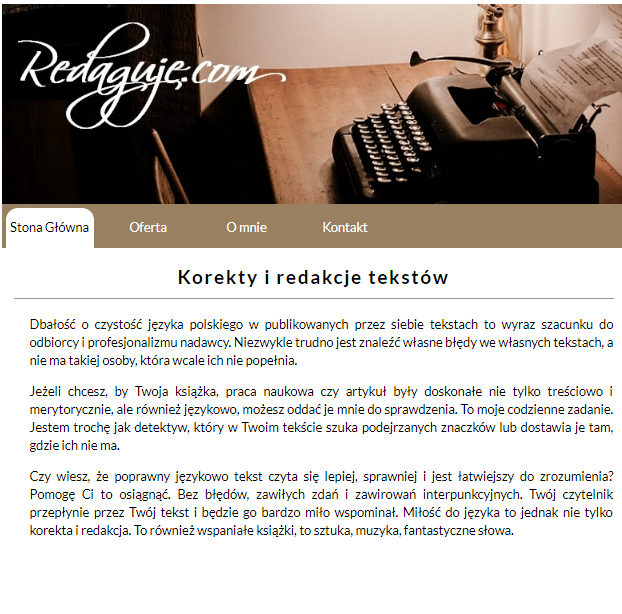 Redaguję.com
Stona Główna Oferta O mnie Kontakt
Korekty i redakcje tekstów
Dbałość o czystość języka polskiego w publikowanych przez siebie tekstach to wyraz szacunku do
odbiorcy i profesjonalizmu nadawcy. Niezwykle trudno jest znaleźć własne błędy we własnych tekstach, a
nie ma takiej osoby, która wcale ich nie popełnia.
Jeżeli chcesz, by Twoja książka, praca naukowa czy artykuł były doskonałe nie tylko treściowo i
merytorycznie, ale również językowo, możesz oddać je mnie do sprawdzenia. To moje codzienne zadanie.
Jestem trochę jak detektyw, który w Twoim tekście szuka podejrzanych znaczków lub dostawia je tam,
gdzie ich nie ma.
Czy wiesz, że poprawny językowo tekst czyta się lepiej, sprawniej i jest łatwiejszy do zrozumienia?
Pomogę Ci to osiągnąć. Bez błędów, zawiłych zdań i zawirowań interpunkcyjnych. Twój czytelnik
przepłynie przez Twój tekst i będzie go bardzo miło wspominał. Miłość do języka to jednak nie tylko
korekta i redakcja. To również wspaniałe książki, to sztuka, muzyka, fantastyczne słowa.